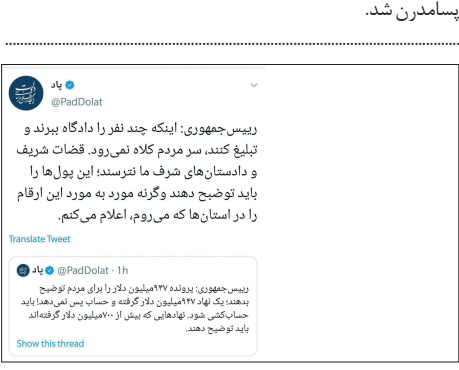 پسامدرن شد.
پاد
@PadDolat
رییس‌جمهوری: اینکه چند نفر را دادگاه ببرند و
تبلیغ کنند، سر مردم کلاه نمی‌رود. قضات شریف
و دادستان‌های شرف ما نترسند؛ این پول‌ها را
باید توضبح دهند وگرنه مورد به مورد این ارقام
را در استان‌ها که می‌روم، اعلام می‌کنم.
Translate Tweet
پاد @PadDolat · 1h
رییس‌جمهوری: پرونده ۹۴۷میلیون دلار را برای مردم توضیح
بدهند؛ یک نهاد ۹۴۷میلیون دلار گرفته و حساب پس نمی‌دهد! باید
حساب‌کشی شود. نهادهایی که بیش از ۷۰۰میلیون دلار گرفته‌اند
باید توضیح دهند.
Show this thread